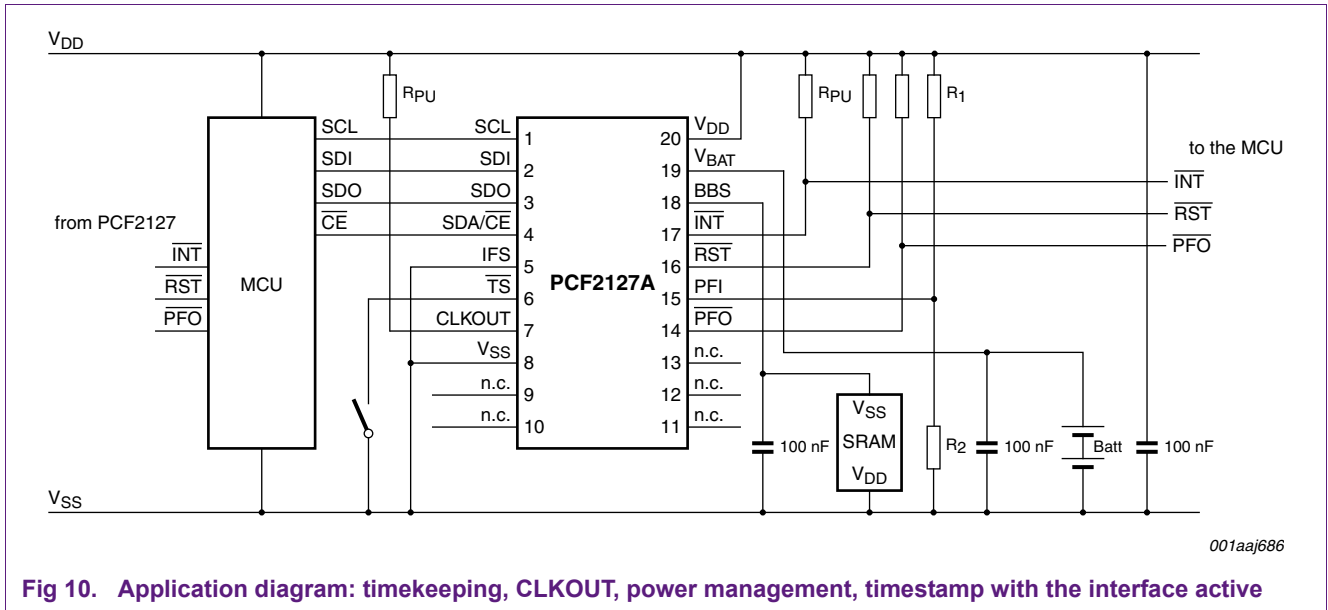 VDD
RPU
RPU
R1
SCL
SDI
SDO
CE
from PCF2127
INT
RST
PFO
MCU
SCL
SDI
SDO
SDA/CE
IFS
TS
CLKOUT
VSS
n.c.
n.c.
1
2
3
4
5
6
7
8
9
10
PCF2127A
20
19
18
17
16
15
14
13
12
11
VDD
VBAT
BBS
INT
RST
PFI
PFO
n.c.
n.c.
n.c.
to the MCU
INT
RST
PFO
100 nF
VSS
SRAM
VDD
R2
100 nF
Batt
100 nF
VSS
001aaj686
Fig 10. Application diagram: timekeeping, CLKOUT, power management, timestamp with the interface active